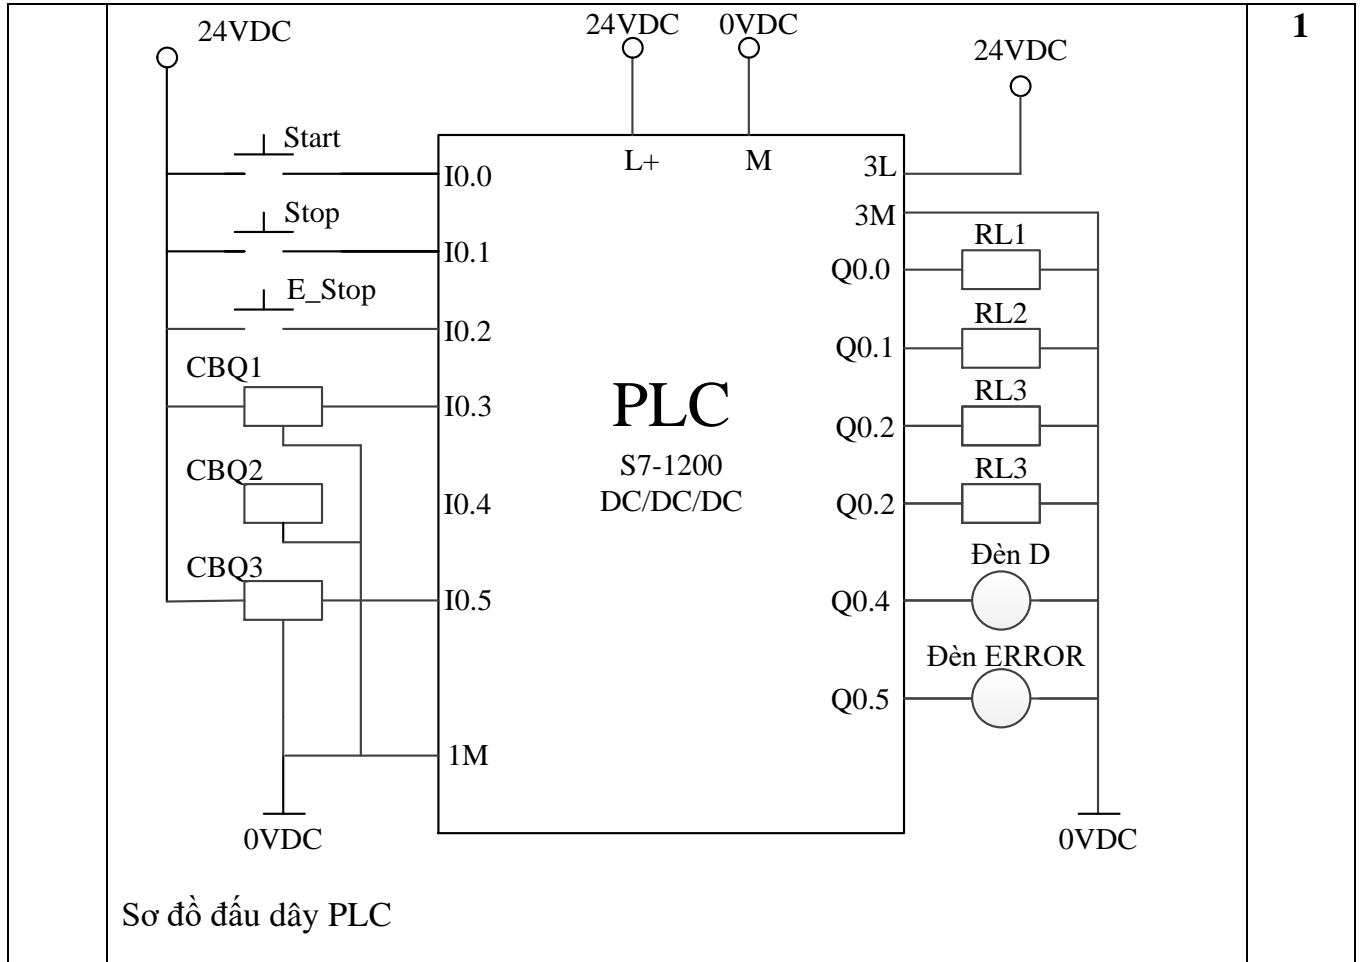 24VDC
24VDC
0VDC
24VDC
1
Start
I0.0
L+
M
3L
Stop
3M
I0.1
RL1
Q0.0
E_Stop
I0.2
RL2
Q0.1
CBQ1
I0.3
PLC
RL3
Q0.2
CBQ2
S7-1200
RL3
I0.4
DC/DC/DC
Q0.2
CBQ3
Đèn D
I0.5
Q0.4
Đèn ERROR
Q0.5
1M
0VDC
0VDC
Sơ đồ đấu dây PLC